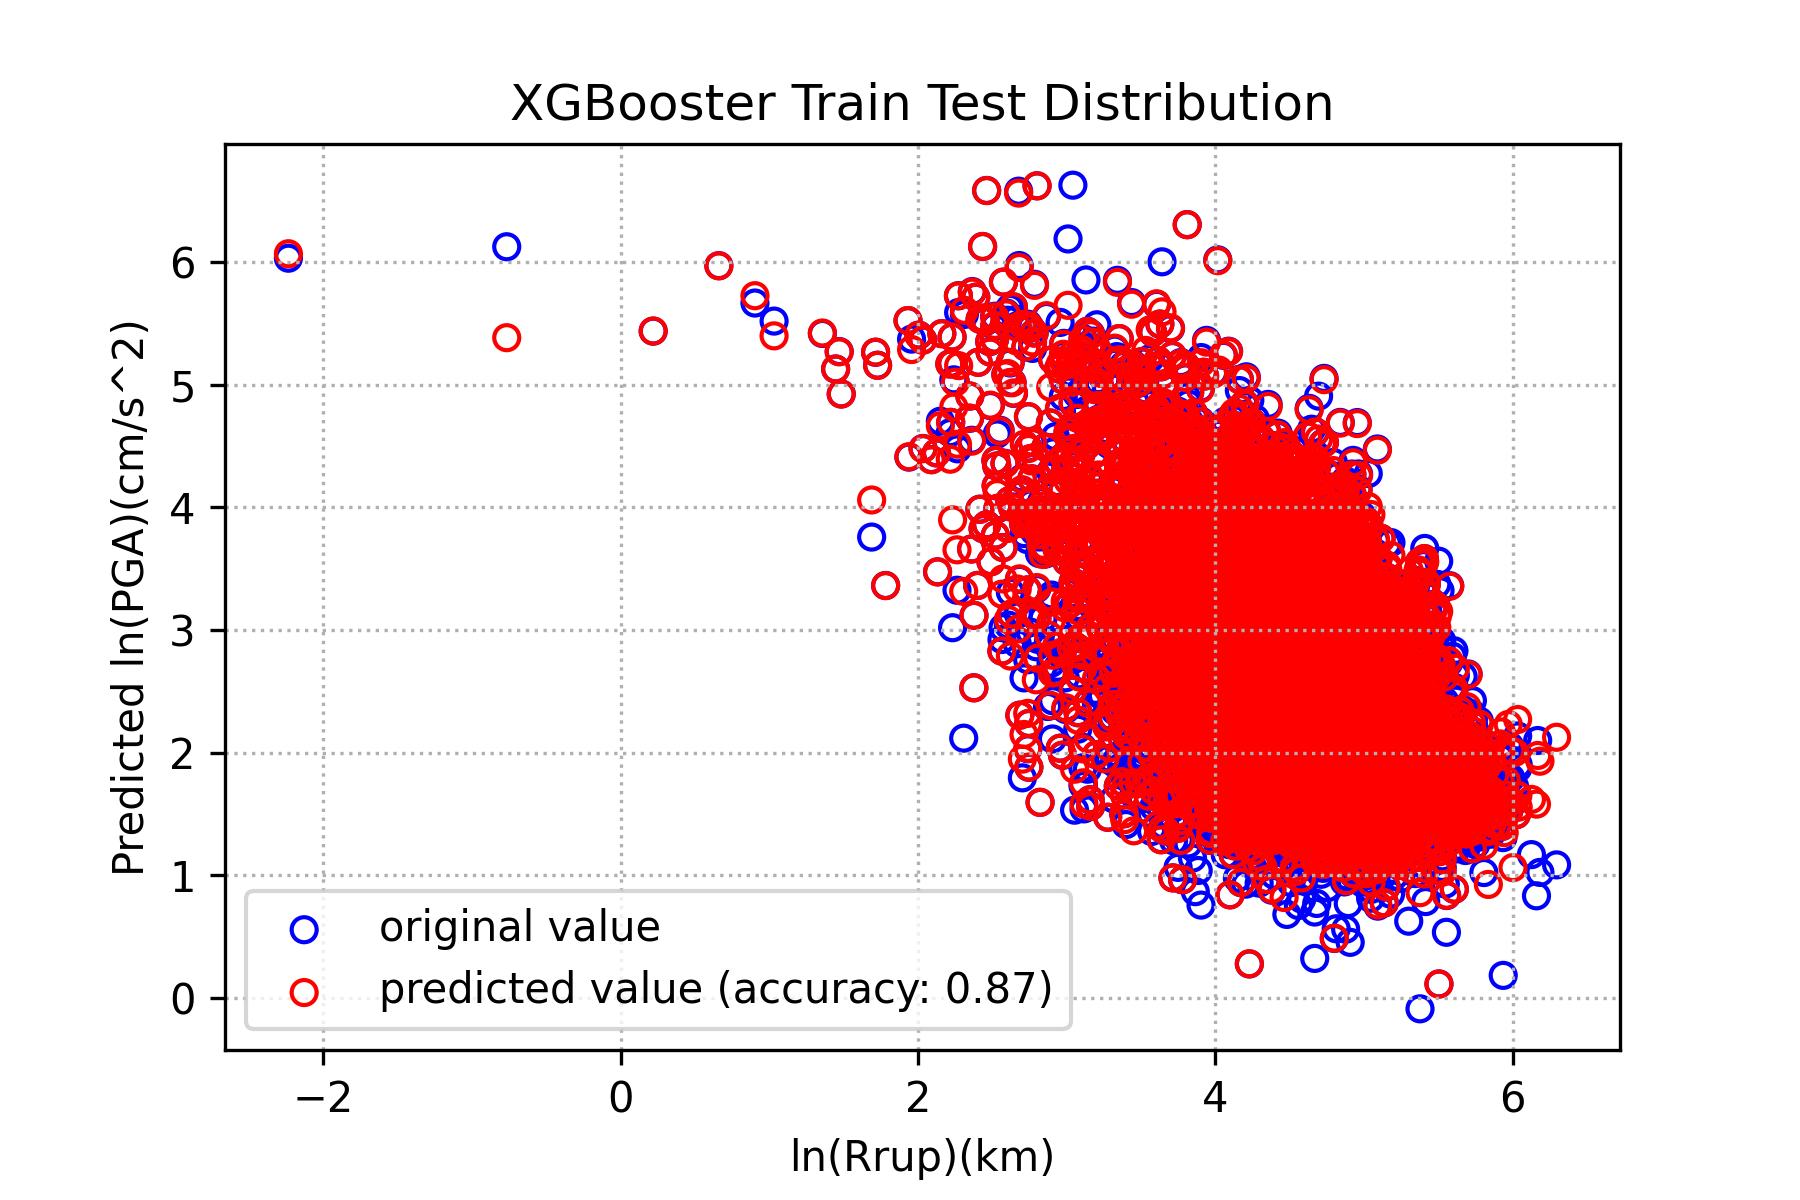 XGBooster Train Test Distribution
Predicted ln(PGA)(cm/s^2)
6
5
4
3
2
1
0
original value
predicted value (accuracy: 0.87)
−2 0 2 4 6
ln(Rrup)(km)